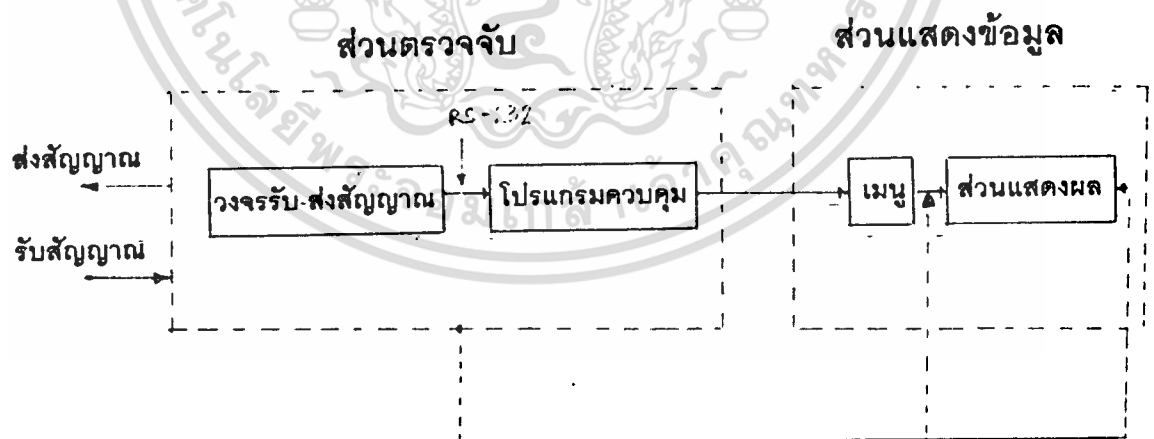 ส่วนตรวจจับ
ส่วนแสดงข้อมูล
RS-232
ส่งสัญญาณ
วงจรรับ-ส่งสัญญาณ
โปรแกรมควบคุม
เมนู
ส่วนแสดงผล
รับสัญญาณ